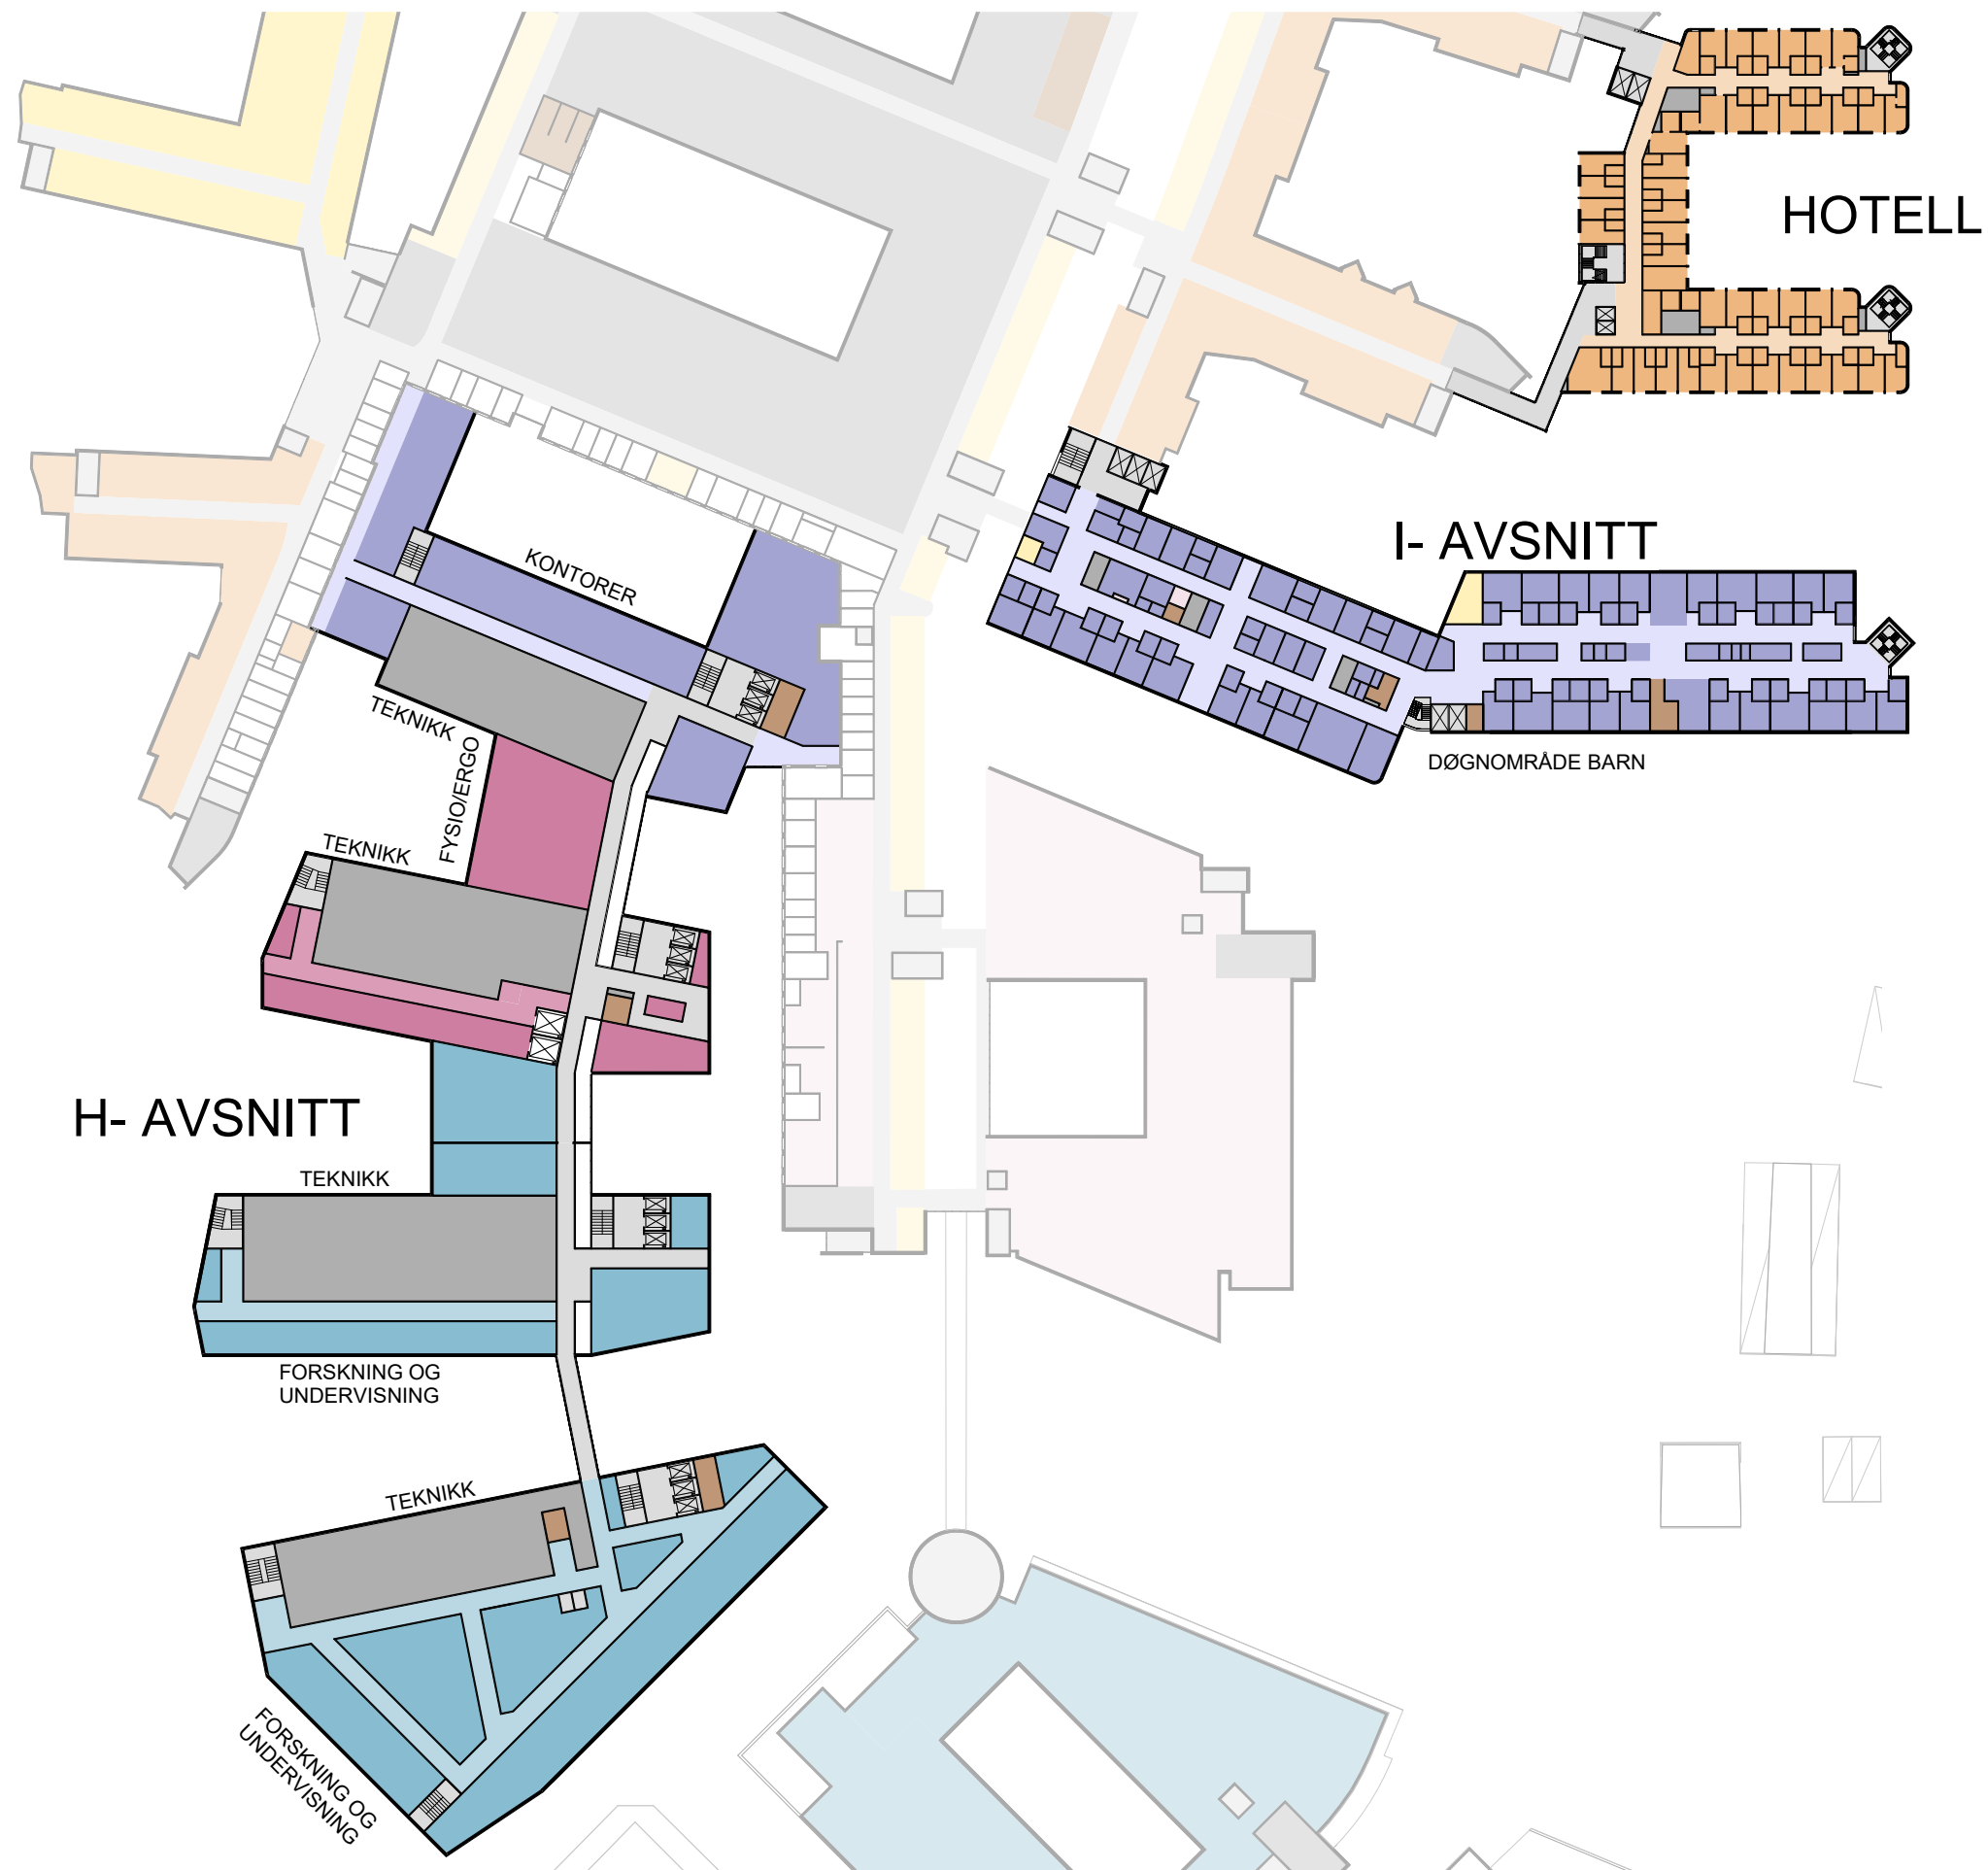 HOTELL
I- AVSNITT
KONTORER
TEKNIKK
DØGNOMRÅDE BARN
FYSIO/ERGO
TEKNIKK
H- AVSNITT
TEKNIKK
FORSKNING OG
UNDERVISNING
TEKNIKK
FORSKNING OG
UNDERVISNING